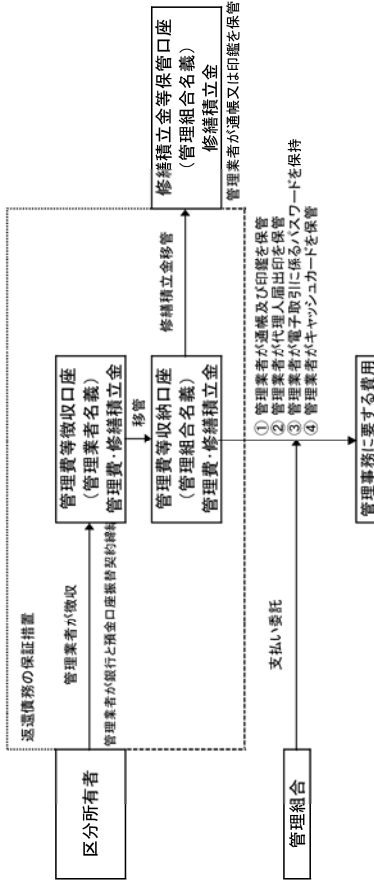 返還債務の保証措置
区分所有者
管理業者が徴収
管理業者が銀行と預金口座振替契約締結
管理費等徴収口座
（管理業者名義）
管理費・修繕積立金
移管
管理費等収納口座
（管理組合名義）
管理費・修繕積立金
修繕積立金移管
修繕積立金等保管口座
（管理組合名義）
修繕積立金
管理業者が通帳又は印鑑を保管
① 管理業者が通帳及び印鑑を保管
② 管理業者が代理人届出印を保管
③ 管理業者が電子取引に係るパスワードを保持
④ 管理業者がキャッシュカードを保管
管理組合
支払い委託
管理事務に要する費用